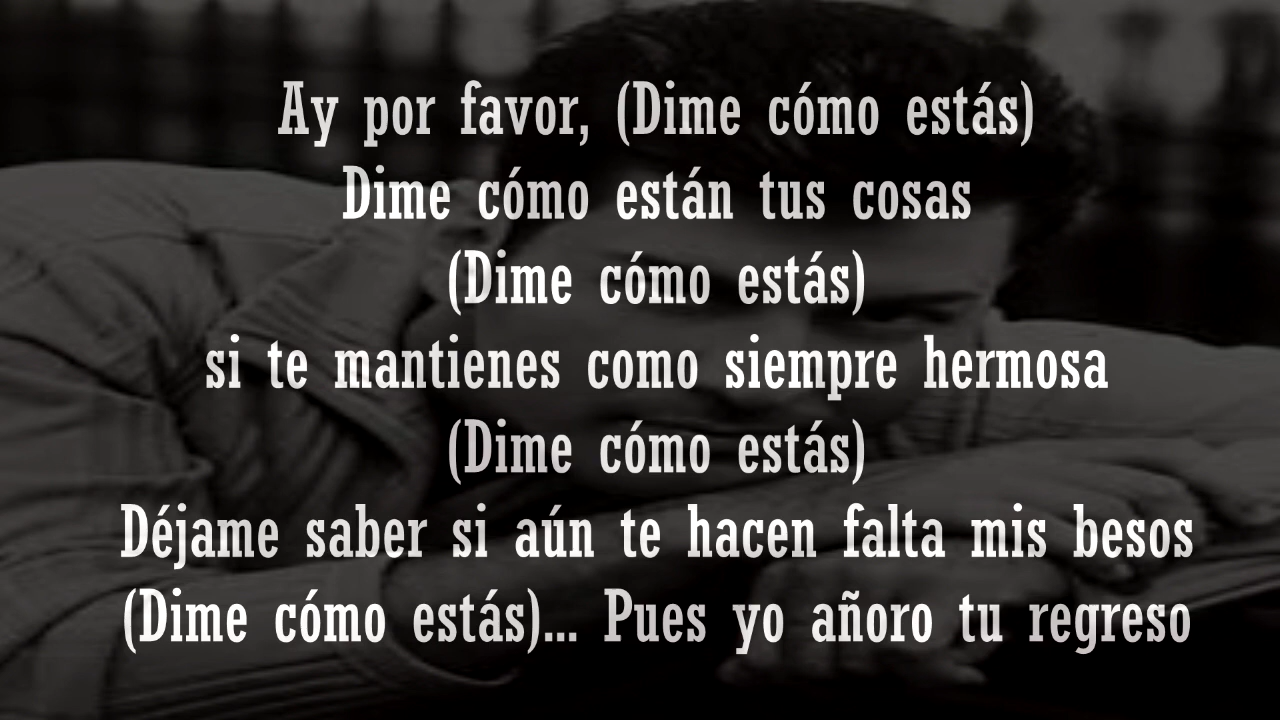 Ay por favor, (Dime cómo estás)
Dime cómo están tus cosas
(Dime cómo estás)
si te mantienes como siempre hermosa
(Dime cómo estás)
Déjame saber si aún te hacen falta mis besos
(Dime cómo estás)... Pues yo añoro tu regreso